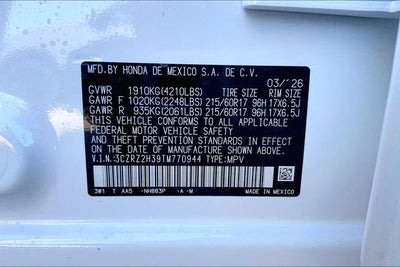 MFD.BY HONDA DE MEXICO S.A. DE C.V.
03/'26
GVWR 1910KG(4210LBS) TIRE SIZE RIM SIZE
GAWR F 1020KG(2248LBS) 215/60R17 96H 17X6.5J
GAWR R 935KG(2061LBS) 215/60R17 96H 17X6.5J
THIS VEHICLE CONFORMS TO ALL APPLICABLE
FEDERAL MOTOR VEHICLE SAFETY AND
THEFT PREVENTION STANDARDS IN EFFECT ON
THE DATE OF MANUFACTURE SHOWN ABOVE.
V.I.N.:3CZRZ2H39TM770944 TYPE:MPV
3W1 T AA5 -NH883P -A -M MADE IN MEXICO